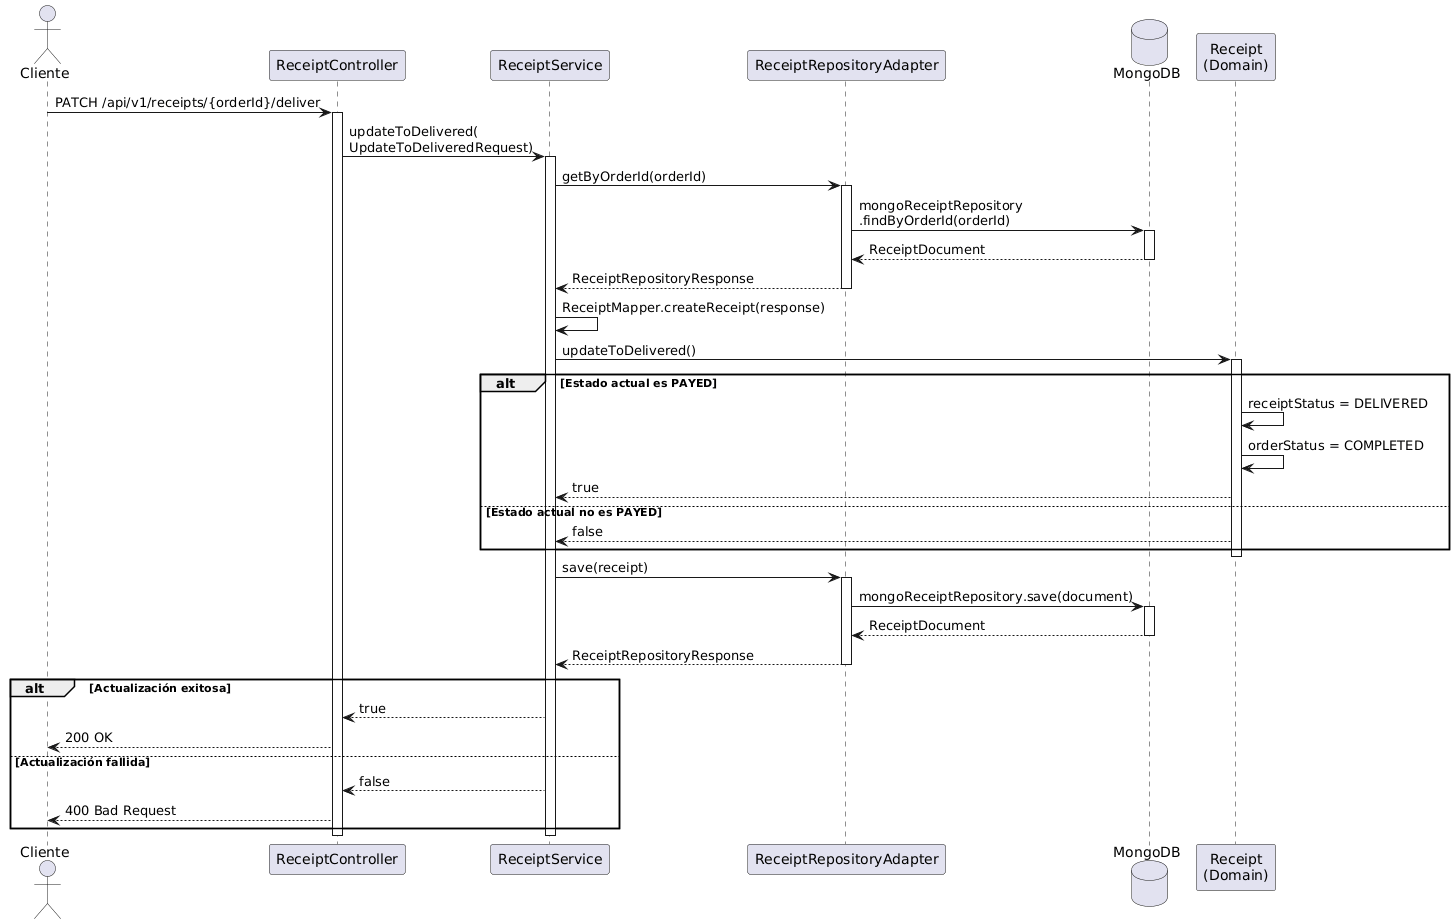 Cliente
ReceiptController
ReceiptService
ReceiptRepositoryAdapter
MongoDB
Receipt
(Domain)
PATCH /api/v1/receipts/{orderId}/deliver
updateToDelivered(
UpdateToDeliveredRequest)
getByOrderId(orderId)
mongoReceiptRepository
.findByOrderId(orderId)
ReceiptDocument
ReceiptRepositoryResponse
ReceiptMapper.createReceipt(response)
updateToDelivered()
alt [Estado actual es PAYED]
receiptStatus = DELIVERED
orderStatus = COMPLETED
true
[Estado actual no es PAYED]
false
save(receipt)
mongoReceiptRepository.save(document)
ReceiptDocument
ReceiptRepositoryResponse
alt [Actualización exitosa]
true
200 OK
[Actualización fallida]
false
400 Bad Request
Cliente
ReceiptController
ReceiptService
ReceiptRepositoryAdapter
MongoDB
Receipt
(Domain)